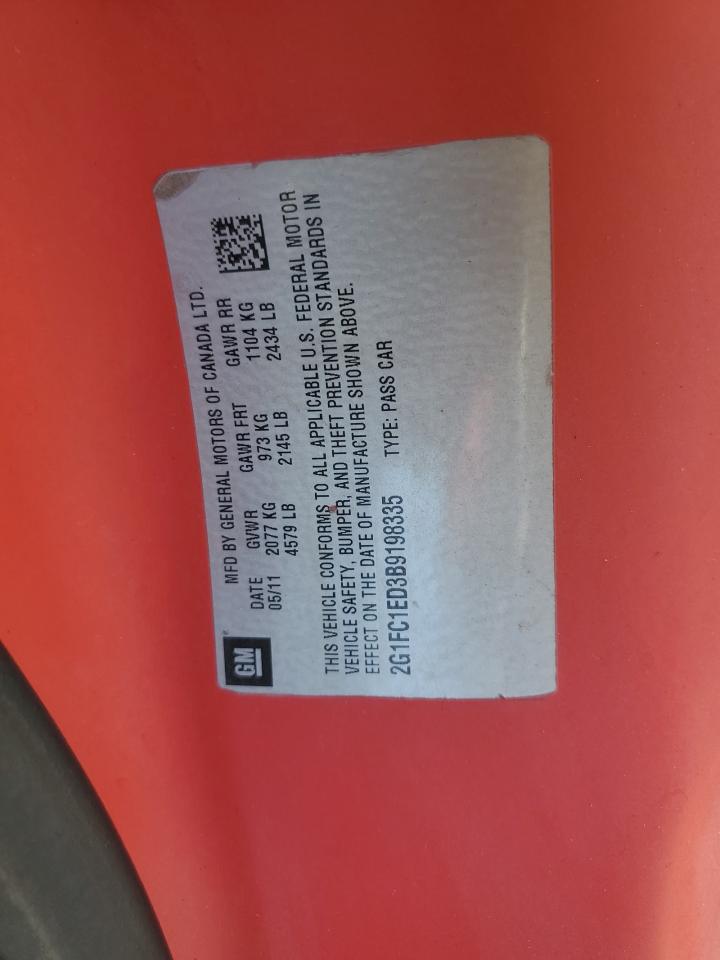 GM
MFD BY GENERAL MOTORS OF CANADA LTD.
DATE GVWR GAWR FRT GAWR RR
05/11 2077 KG 973 KG 1104 KG
4579 LB 2145 LB 2434 LB
THIS VEHICLE CONFORMS TO ALL APPLICABLE U.S. FEDERAL MOTOR
VEHICLE SAFETY, BUMPER, AND THEFT PREVENTION STANDARDS IN
EFFECT ON THE DATE OF MANUFACTURE SHOWN ABOVE.
2G1FC1ED3B9198335 TYPE: PASS CAR